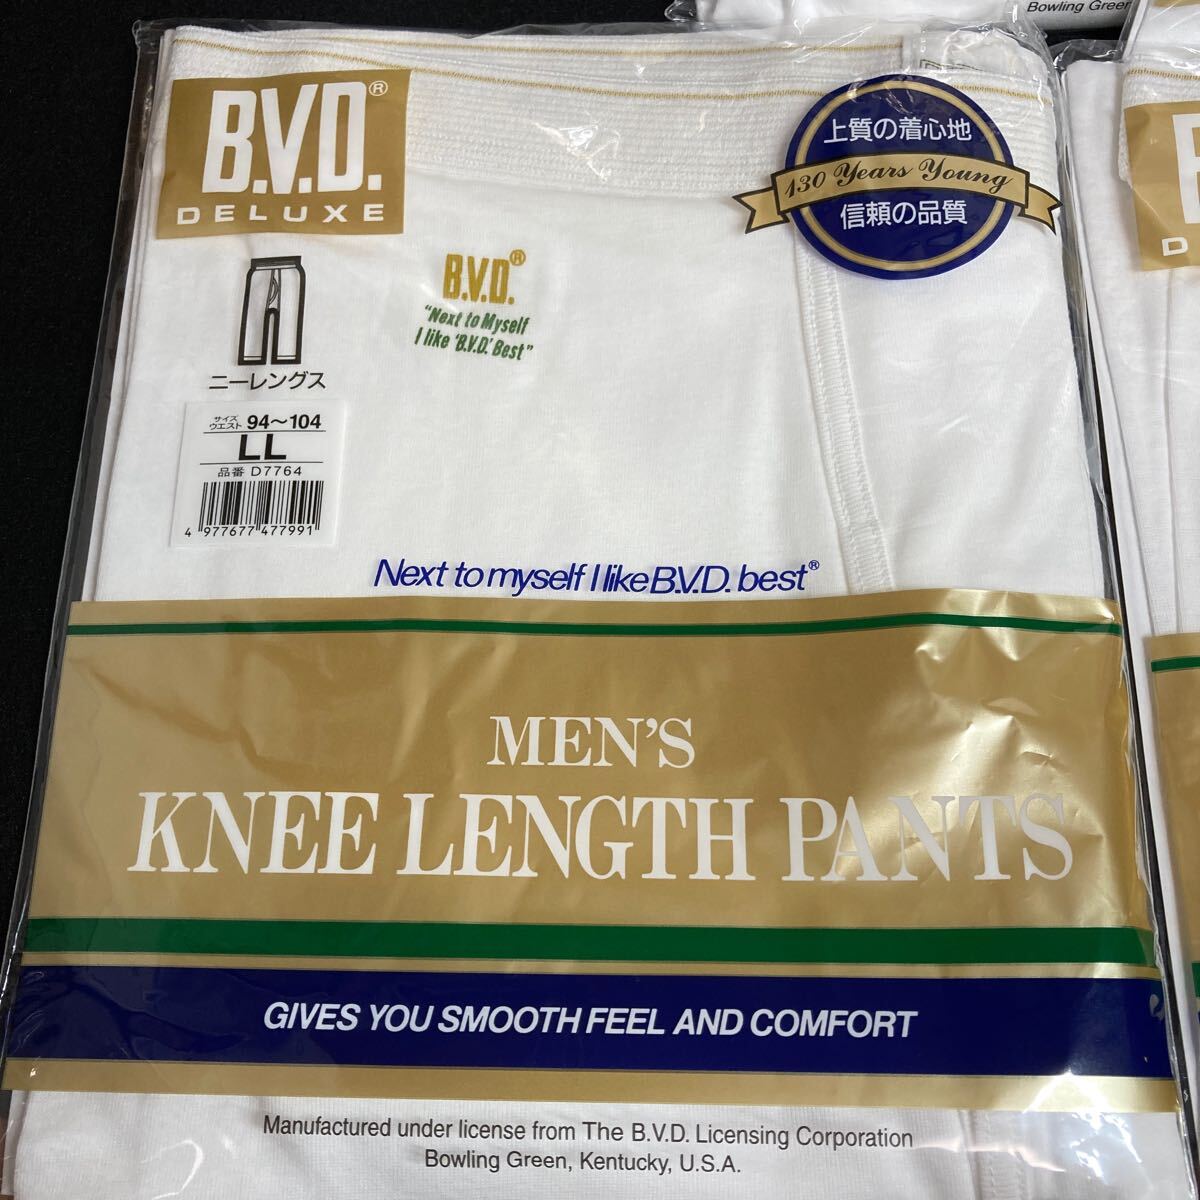 Bowling Green
B.V.D.®
DELUXE
上質の着心地
130 Years Young
信頼の品質
B.V.D.®
"Next to Myself
I like 'B.V.D.' Best"
ニーレングス
サイズ
ウエスト 94～104
LL
品番 D7764
4 977677 477991
Next to myself I like B.V.D. best®
MEN'S
KNEE LENGTH PANTS
GIVES YOU SMOOTH FEEL AND COMFORT
Manufactured under license from The B.V.D. Licensing Corporation
Bowling Green, Kentucky, U.S.A.
D